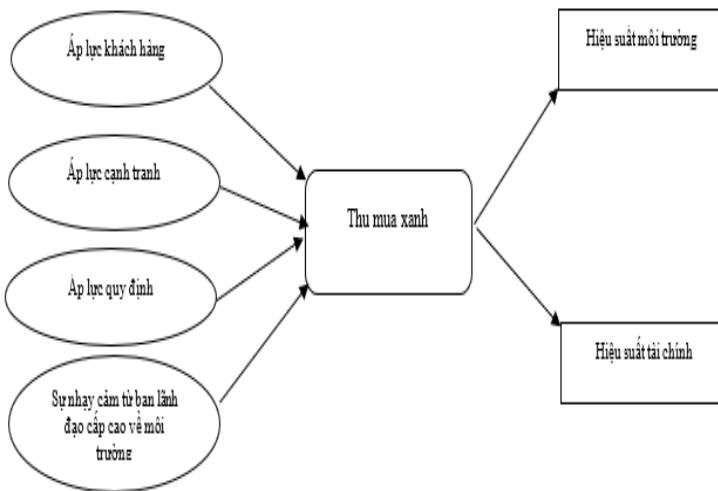 Áp lực khách hàng
Áp lực cạnh tranh
Áp lực quy định
Sự nhạy cảm từ ban lãnh
đạo cấp cao về môi
trường
Thu mua xanh
Hiệu suất môi trường
Hiệu suất tài chính